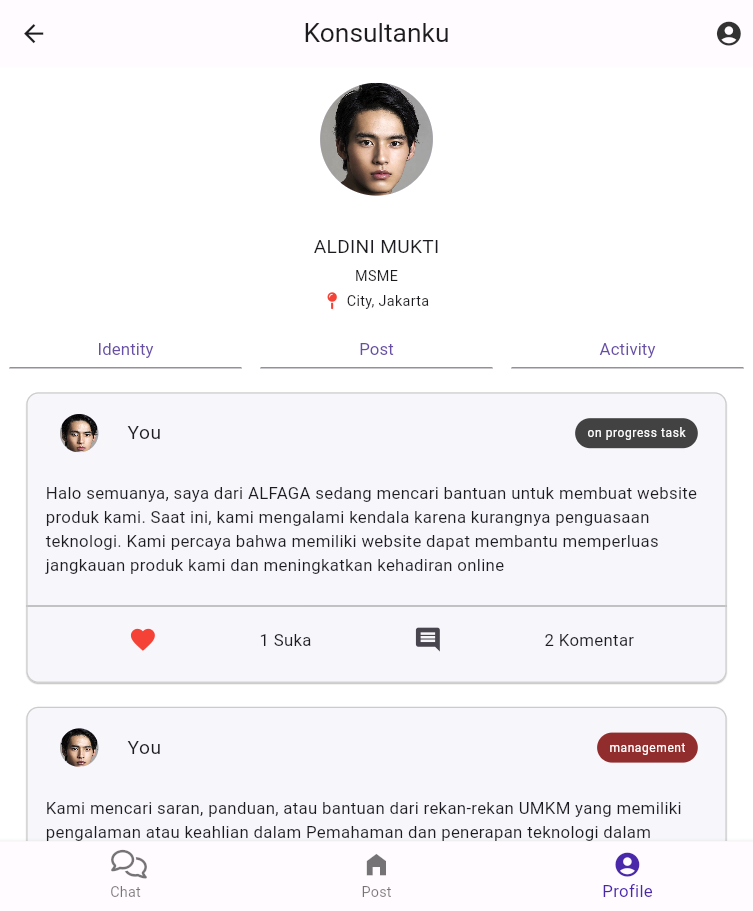 Konsultanku
ALDINI MUKTI
MSME
City, Jakarta
Identity
Post
Activity
You
on progress task
Halo semuanya, saya dari ALFAGA sedang mencari bantuan untuk membuat website
produk kami. Saat ini, kami mengalami kendala karena kurangnya penguasaan
teknologi. Kami percaya bahwa memiliki website dapat membantu memperluas
jangkauan produk kami dan meningkatkan kehadiran online
1 Suka
2 Komentar
You
management
Kami mencari saran, panduan, atau bantuan dari rekan-rekan UMKM yang memiliki
pengalaman atau keahlian dalam Pemahaman dan penerapan teknologi dalam
Chat
Post
Profile